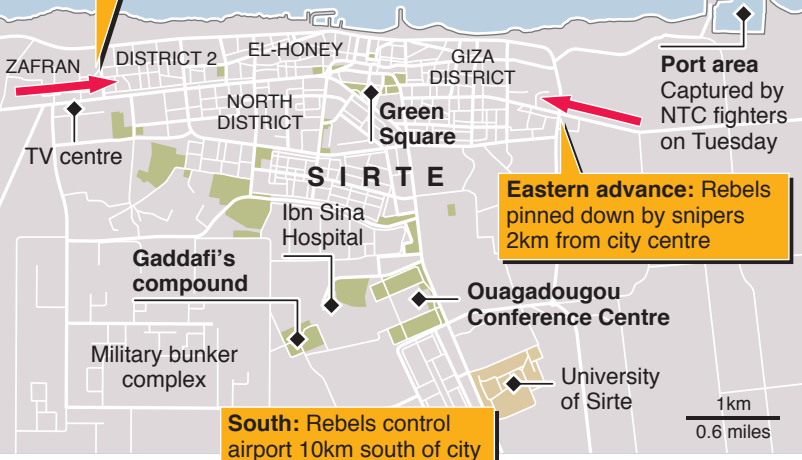 ZAFRAN
DISTRICT 2
EL-HONEY
GIZA
DISTRICT
NORTH
DISTRICT
Green
Square
Port area
Captured by
NTC fighters
on Tuesday
TV centre
SIRTE
Eastern advance: Rebels
pinned down by snipers
2km from city centre
Ibn Sina
Hospital
Gaddafi's
compound
Ouagadougou
Conference Centre
Military bunker
complex
University
of Sirte
South: Rebels control
airport 10km south of city
1km
0.6 miles